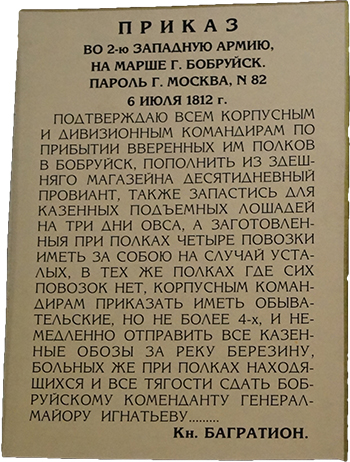 ПРИКАЗ
ВО 2-ю ЗАПАДНУЮ АРМИЮ,
НА МАРШЕ Г. БОБРУЙСК.
ПАРОЛЬ Г. МОСКВА, N 82
6 ИЮЛЯ 1812 г.
ПОДТВЕРЖДАЮ ВСЕМ КОРПУСНЫМ
И ДИВИЗИОННЫМ КОМАНДИРАМ ПО
ПРИБЫТИИ ВВЕРЕННЫХ ИМ ПОЛКОВ
В БОБРУЙСК, ПОПОЛНИТЬ ИЗ ЗДЕШ-
НЯГО МАГАЗЕЙНА ДЕСЯТИДНЕВНЫЙ
ПРОВИАНТ, ТАКЖЕ ЗАПАСТИСЬ ДЛЯ
КАЗЕННЫХ ПОДЪЕМНЫХ ЛОШАДЕЙ
НА ТРИ ДНИ ОВСА, А ЗАГОТОВЛЕН-
НЫЯ ПРИ ПОЛКАХ ЧЕТЫРЕ ПОВОЗКИ
ИМЕТЬ ЗА СОБОЮ НА СЛУЧАЙ УСТА-
ЛЫХ, В ТЕХ ЖЕ ПОЛКАХ ГДЕ СИХ
ПОВОЗОК НЕТ, КОРПУСНЫМ КОМАН-
ДИРАМ ПРИКАЗАТЬ ИМЕТЬ ОБЫВА-
ТЕЛЬСКИЕ, НО НЕ БОЛЕЕ 4-х, И НЕ-
МЕДЛЕННО ОТПРАВИТЬ ВСЕ КАЗЕН-
НЫЕ ОБОЗЫ ЗА РЕКУ БЕРЕЗИНУ,
БОЛЬНЫХ ЖЕ ПРИ ПОЛКАХ НАХОДЯ-
ЩИХСЯ И ВСЕ ТЯГОСТИ СДАТЬ БОБ-
РУЙСКОМУ КОМЕНДАНТУ ГЕНЕРАЛ-
МАЙОРУ ИГНАТЬЕВУ.........
Кн. БАГРАТИОН.